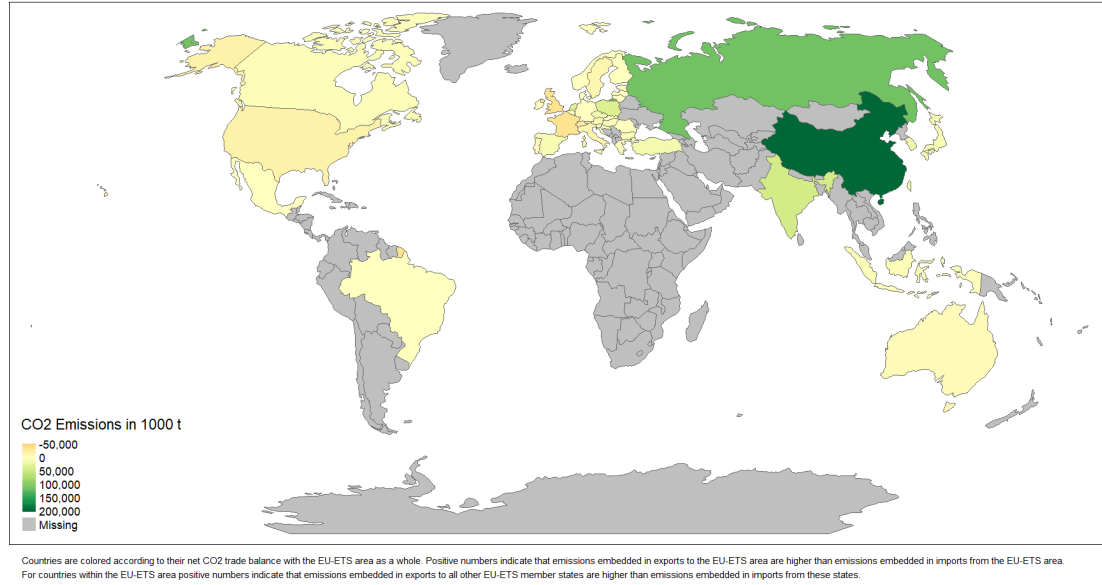 CO2 Emissions in 1000 t
-50,000
0
50,000
100,000
150,000
200,000
Missing
Countries are colored according to their net CO2 trade balance with the EU-ETS area as a whole. Positive numbers indicate that emissions embedded in exports to the EU-ETS area are higher than emissions embedded in imports from the EU-ETS area.
For countries within the EU-ETS area positive numbers indicate that emissions embedded in exports to all other EU-ETS member states are higher than emissions embedded in imports from these states.